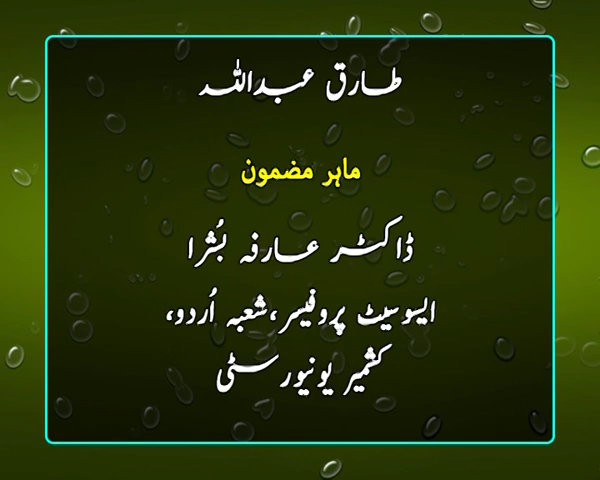 طارق عبداللہ
ماہر مضمون
ڈاکٹر عارفہ بُشرا
ایسوسیٹ پروفیسر،شعبہ اُردو،
کشمیر یونیورسٹی